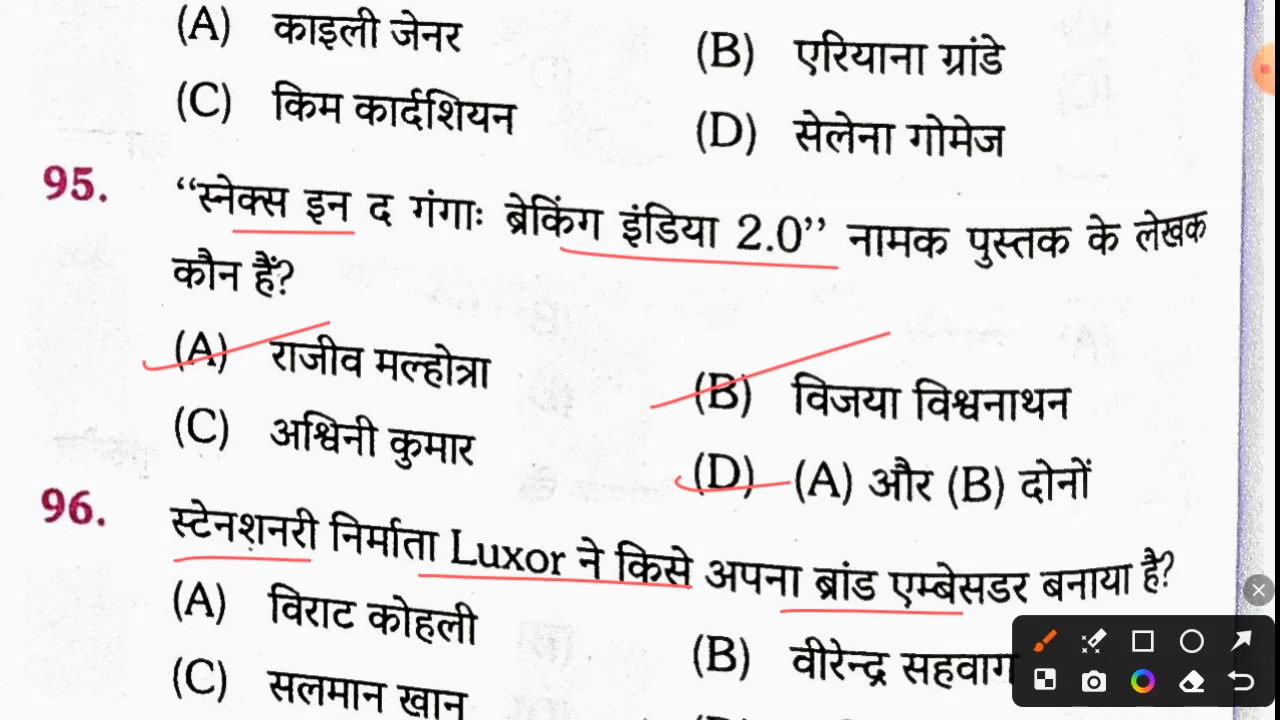 (A) काइली जेनर
(B) एरियाना ग्रांडे
(C) किम कार्दशियन
(D) सेलेना गोमेज
95. “स्नेक्स इन द गंगाः ब्रेकिंग इंडिया 2.0” नामक पुस्तक के लेखक
कौन हैं?
(A) राजीव मल्होत्रा
(B) विजया विश्वनाथन
(C) अश्विनी कुमार
(D) (A) और (B) दोनों
96. स्टेनशनरी निर्माता Luxor ने किसे अपना ब्रांड एम्बेसडर बनाया है?
(A) विराट कोहली
(B) वीरेन्द्र सहवाग
(C) सलमान खान